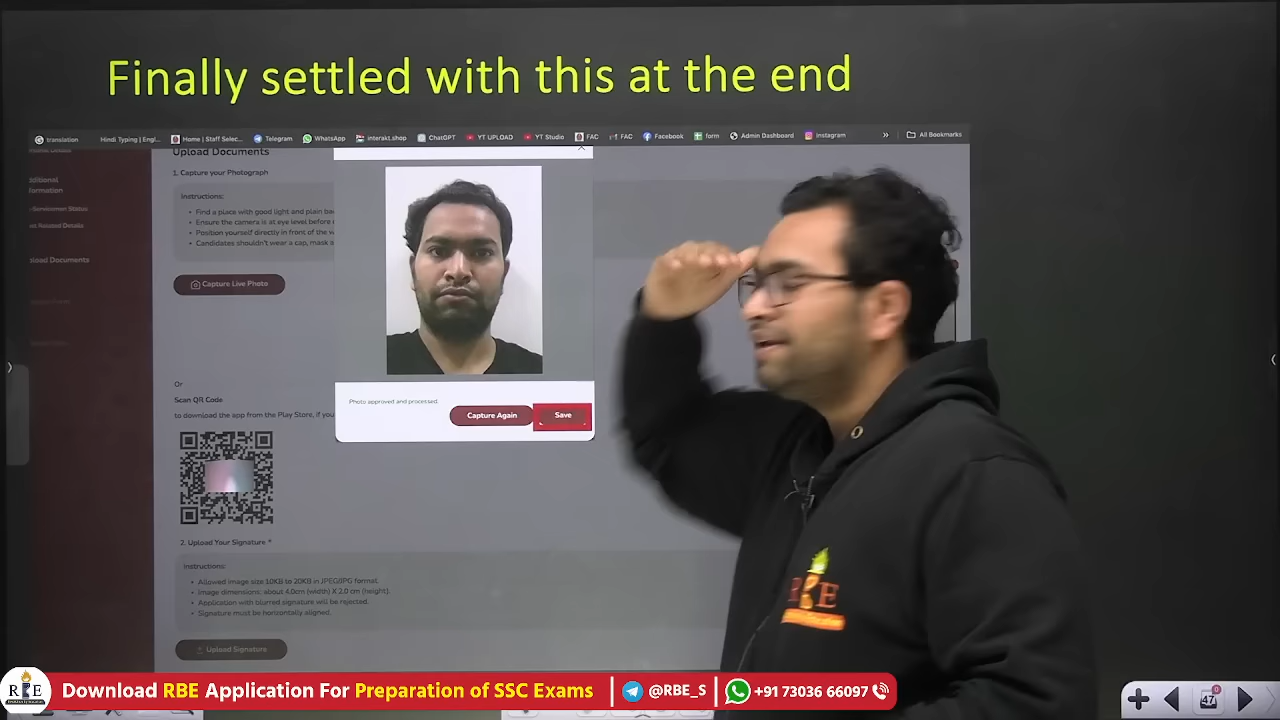 Finally settled with this at the end
translation
Hindi Typing | Engl...
Home | Staff Selec...
Telegram
WhatsApp
interakt.shop
ChatGPT
YT UPLOAD
YT Studio
FAC
FAC
Facebook
form
Admin Dashboard
Instagram
»
All Bookmarks
Upload Documents
1. Capture your Photograph
Instructions:
• Find a place with good light and plain bac
• Ensure the camera is at eye level before
• Position yourself directly in front of the w
• Candidates shouldn't wear a cap, mask
Capture Live Photo
Or
Scan QR Code
to download the app from the Play Store, if you
Photo approved and processed.
Capture Again
Save
2. Upload Your Signature *
Instructions:
• Allowed image size 10KB to 20KB in JPEG/JPG format.
• Image dimensions: about 4.0cm (width) X 2.0 cm (height).
• Application with blurred signature will be rejected.
• Signature must be horizontally aligned.
Upload Signature
RBE
RBE
Download RBE Application For Preparation of SSC Exams
@RBE_S
+91 73036 66097
47